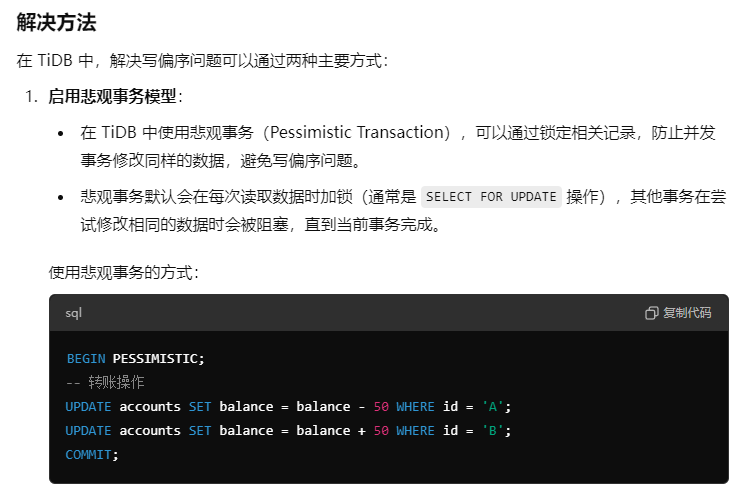 解决方法
在 TiDB 中，解决写偏序问题可以通过两种主要方式：
1. 启用悲观事务模型：
• 在 TiDB 中使用悲观事务（Pessimistic Transaction），可以通过锁定相关记录，防止并发
事务修改同样的数据，避免写偏序问题。
• 悲观事务默认会在每次读取数据时加锁（通常是 SELECT FOR UPDATE 操作），其他事务在尝
试修改相同的数据时会被阻塞，直到当前事务完成。
使用悲观事务的方式：
sql 复制代码
BEGIN PESSIMISTIC;
-- 转账操作
UPDATE accounts SET balance = balance - 50 WHERE id = 'A';
UPDATE accounts SET balance = balance + 50 WHERE id = 'B';
COMMIT;